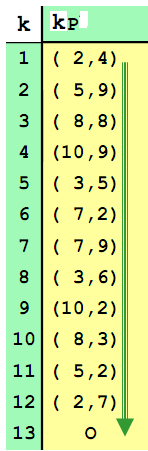 k kP
1 ( 2,4)
2 ( 5,9)
3 ( 8,8)
4 (10,9)
5 ( 3,5)
6 ( 7,2)
7 ( 7,9)
8 ( 3,6)
9 (10,2)
10 ( 8,3)
11 ( 5,2)
12 ( 2,7)
13 O